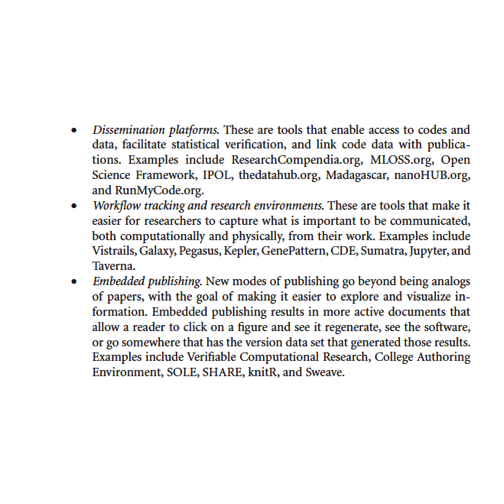 • Dissemination platforms. These are tools that enable access to codes and
data, facilitate statistical verification, and link code data with publica-
tions. Examples include ResearchCompendia.org, MLOSS.org, Open
Science Framework, IPOL, thedatahub.org, Madagascar, nanoHUB.org,
and RunMyCode.org.
• Workflow tracking and research environments. These are tools that make it
easier for researchers to capture what is important to be communicated,
both computationally and physically, from their work. Examples include
Vistrails, Galaxy, Pegasus, Kepler, GenePattern, CDE, Sumatra, Jupyter, and
Taverna.
• Embedded publishing. New modes of publishing go beyond being analogs
of papers, with the goal of making it easier to explore and visualize in-
formation. Embedded publishing results in more active documents that
allow a reader to click on a figure and see it regenerate, see the software,
or go somewhere that has the version data set that generated those results.
Examples include Verifiable Computational Research, College Authoring
Environment, SOLE, SHARE, knitR, and Sweave.